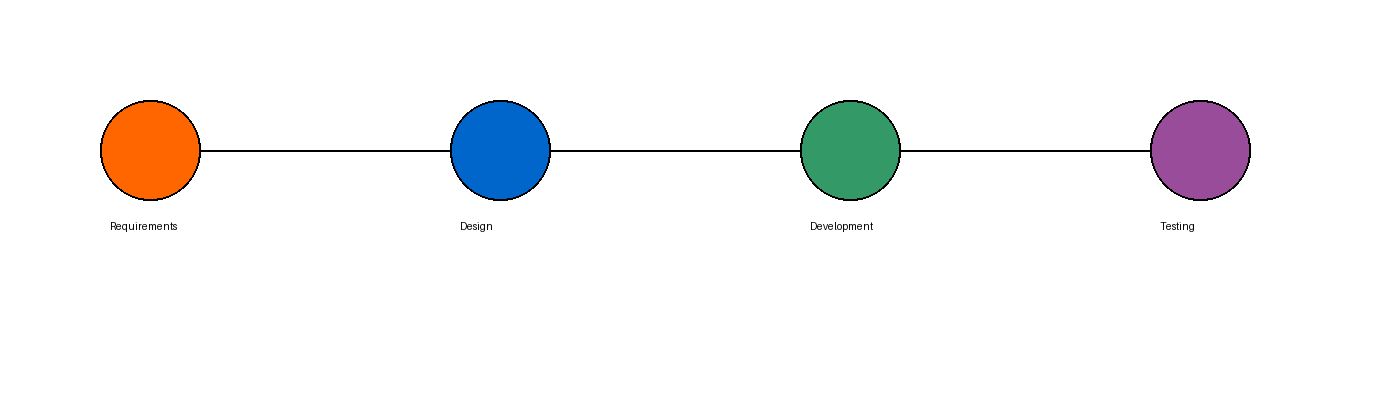 Requirements
Design
Development
Testing